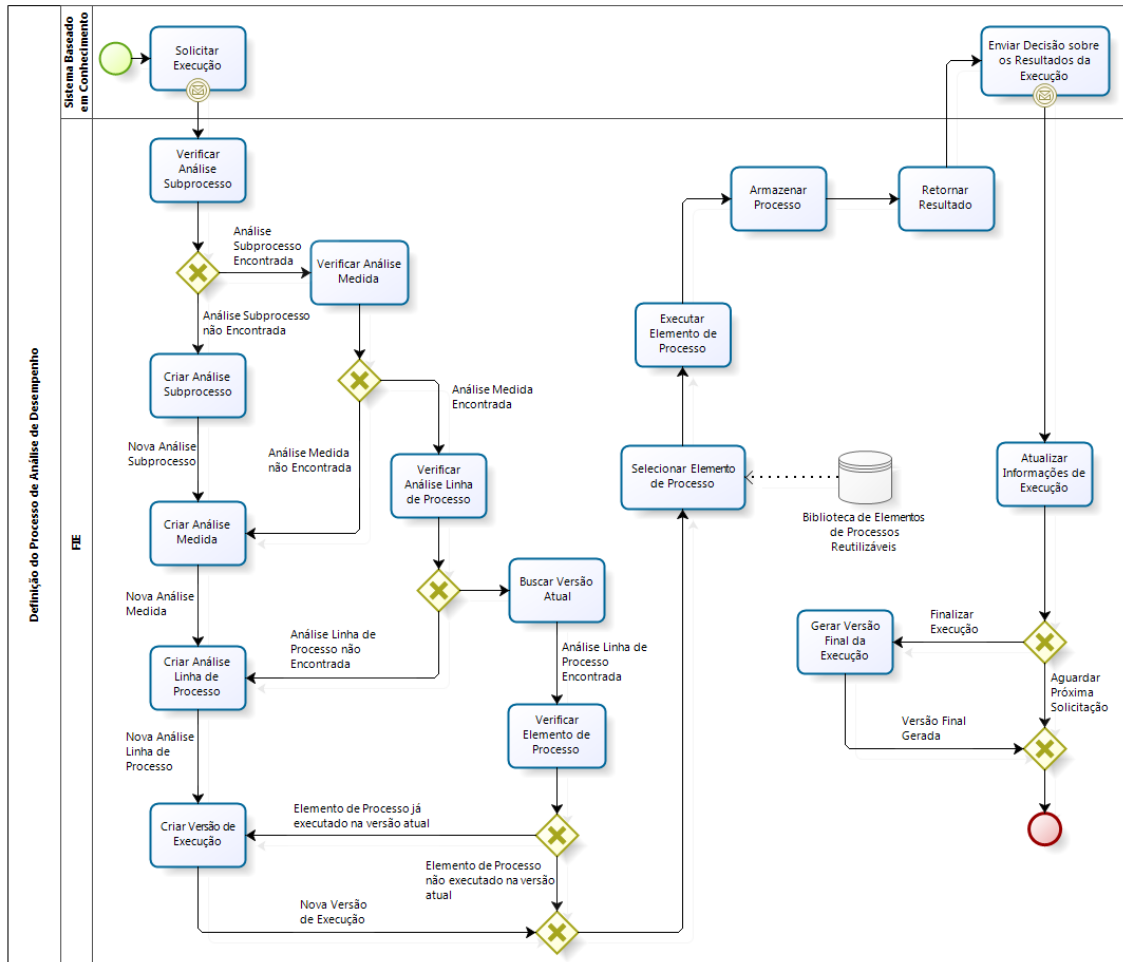 Definição do Processo de Análise de Desempenho
Sistema Baseado
em Conhecimento
Solicitar
Execução
Enviar Decisão sobre
os Resultados da
Execução
Verificar
Análise
Subprocesso
Análise
Subprocesso
Encontrada
Verificar Análise
Medida
Armazenar
Processo
Retornar
Resultado
Análise Subprocesso
não Encontrada
Executar
Elemento de
Processo
Criar Análise
Subprocesso
Análise Medida
Encontrada
Nova Análise
Subprocesso
Análise Medida
não Encontrada
Verificar
Análise Linha
de Processo
Selecionar Elemento
de Processo
Atualizar
Informações de
Execução
Biblioteca de Elementos
de Processos
Reutilizáveis
Criar Análise
Medida
Buscar Versão
Atual
Nova Análise
Medida
Análise Linha de
Processo não
Encontrada
Análise Linha de
Processo
Encontrada
Gerar Versão
Final da
Execução
Finalizar
Execução
Criar Análise
Linha de
Processo
Aguardar
Próxima
Solicitação
Nova Análise
Linha de
Processo
Verificar
Elemento de
Processo
Versão Final
Gerada
Criar Versão de
Execução
Elemento de Processo já
executado na versão atual
Elemento de Processo
não executado na versão
atual
Nova Versão
de Execução